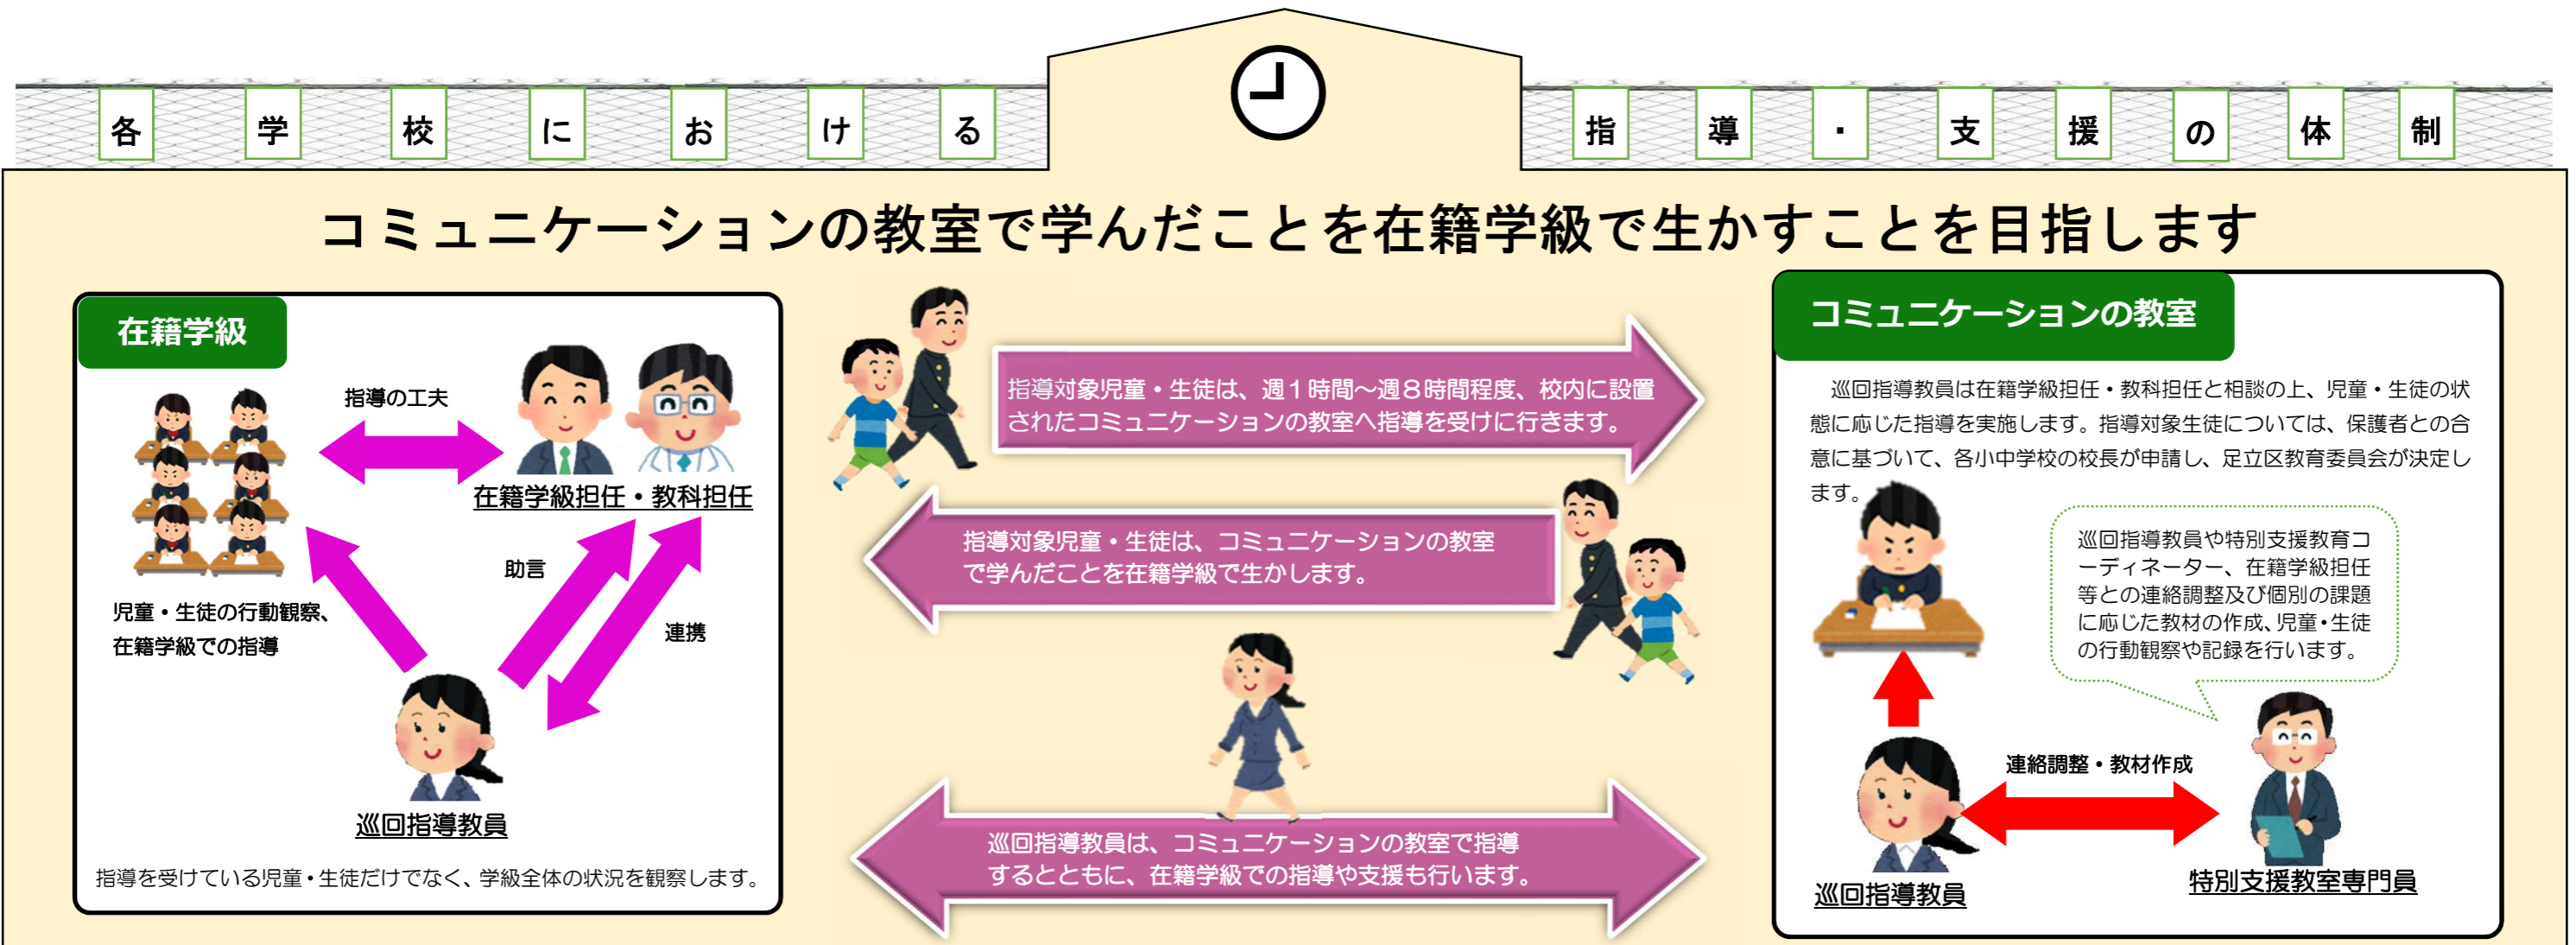 各学校における指導・支援の体制
コミュニケーションの教室で学んだことを在籍学級で生かすことを目指します
在籍学級
指導の工夫
在籍学級担任・教科担任
助言
連携
児童・生徒の行動観察、
在籍学級での指導
巡回指導教員
指導を受けている児童・生徒だけでなく、学級全体の状況を観察します。
指導対象児童・生徒は、週１時間～週８時間程度、校内に設置
されたコミュニケーションの教室へ指導を受けに行きます。
指導対象児童・生徒は、コミュニケーションの教室
で学んだことを在籍学級で生かします。
巡回指導教員は、コミュニケーションの教室で指導
するとともに、在籍学級での指導や支援も行います。
コミュニケーションの教室
巡回指導教員は在籍学級担任・教科担任と相談の上、児童・生徒の状
態に応じた指導を実施します。指導対象生徒については、保護者との合
意に基づいて、各小中学校の校長が申請し、足立区教育委員会が決定し
ます。
巡回指導教員や特別支援教育コ
ーディネーター、在籍学級担任
等との連絡調整及び個別の課題
に応じた教材の作成、児童・生徒
の行動観察や記録を行います。
連絡調整・教材作成
巡回指導教員
特別支援教室専門員